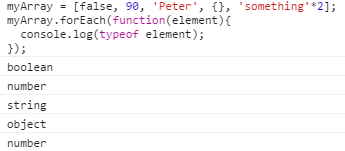 myArray = [false, 90, 'Peter', {}, 'something'*2];
myArray.forEach(function(element){
  console.log(typeof element);
});
boolean
number
string
object
number